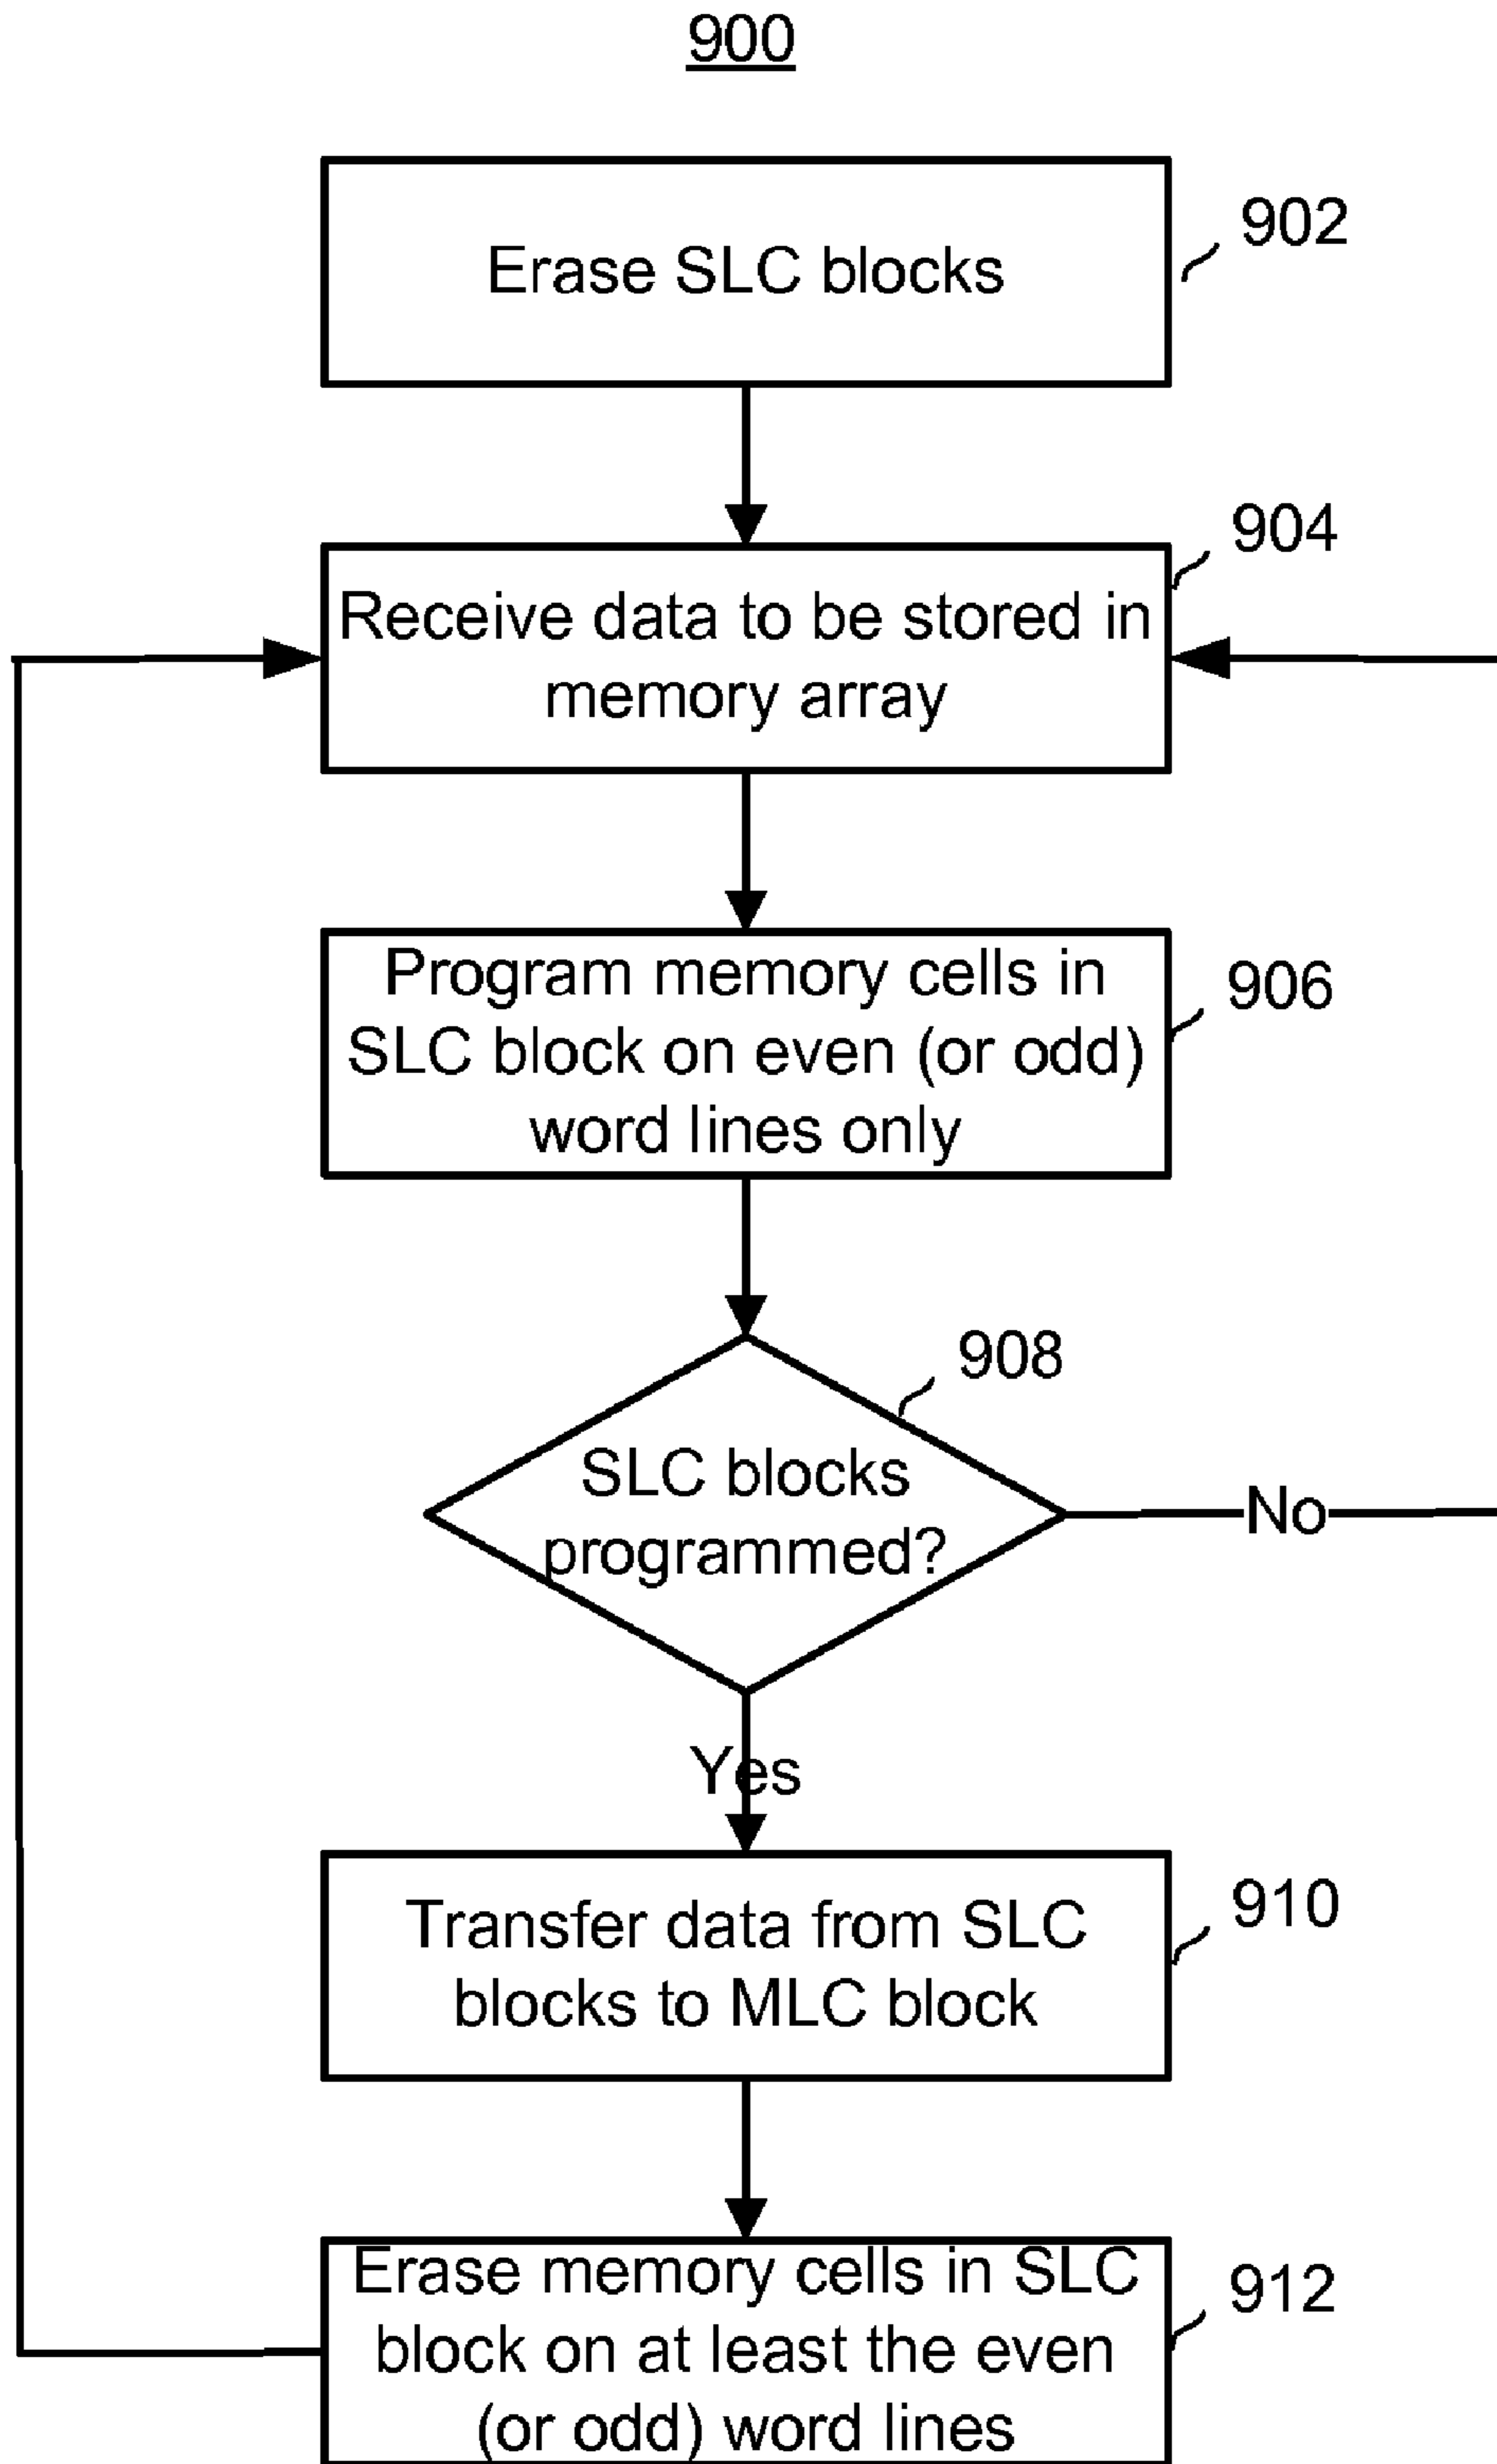 900
Erase SLC blocks
902
904
Receive data to be stored in
memory array
Program memory cells in
SLC block on even (or odd)
word lines only
906
908
SLC blocks
programmed?
No
Yes
Transfer data from SLC
blocks to MLC block
910
Erase memory cells in SLC
block on at least the even
(or odd) word lines
912